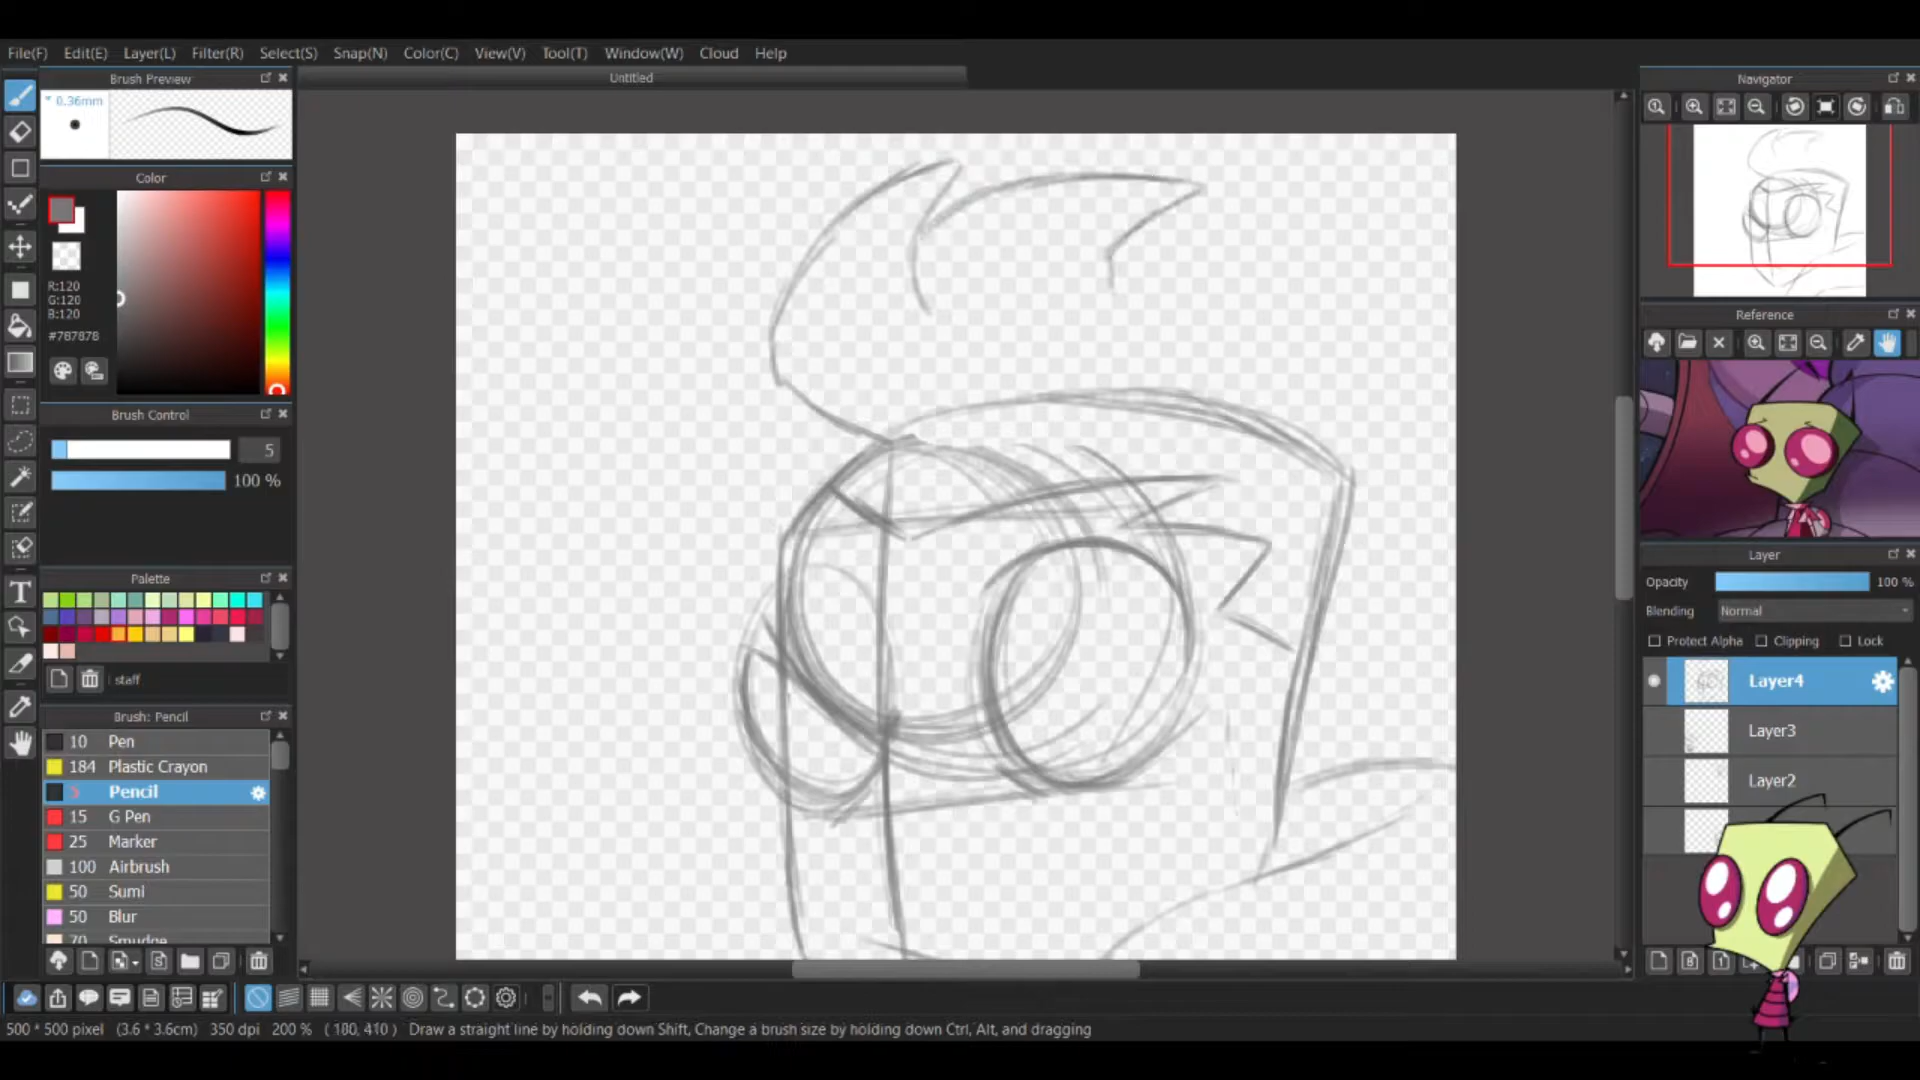 File(F) Edit(E) Layer(L) Filter(R) Select(S) Snap(N) Color(C) View(V) Tool(T) Window(W) Cloud Help
Untitled
Brush Preview
* 0.36mm
Color
R:120
G:120
B:120
#787878
Brush Control
5
100 %
Palette
staff
Brush: Pencil
10 Pen
184 Plastic Crayon
Pencil
15 G Pen
25 Marker
100 Airbrush
50 Sumi
50 Blur
70 Smudge
Navigator
Reference
Layer
Opacity 100 %
Blending Normal
Protect Alpha Clipping Lock
Layer4
Layer3
Layer2
500 * 500 pixel (3.6 * 3.6cm) 350 dpi 200 % ( 180, 410 ) Draw a straight line by holding down Shift, Change a brush size by holding down Ctrl, Alt, and dragging